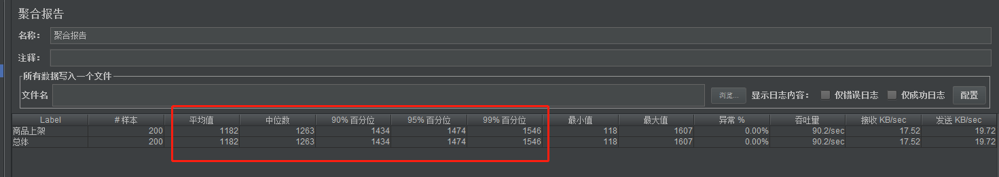 聚合报告
名称： 聚合报告
注释：
所有数据写入一个文件
文件名 浏览... 显示日志内容： 仅错误日志 仅成功日志 配置
Label # 样本 平均值 中位数 90% 百分位 95% 百分位 99% 百分位 最小值 最大值 异常 % 吞吐量 接收 KB/sec 发送 KB/sec
商品上架 200 1182 1263 1434 1474 1546 118 1607 0.00% 90.2/sec 17.52 19.72
总体 200 1182 1263 1434 1474 1546 118 1607 0.00% 90.2/sec 17.52 19.72